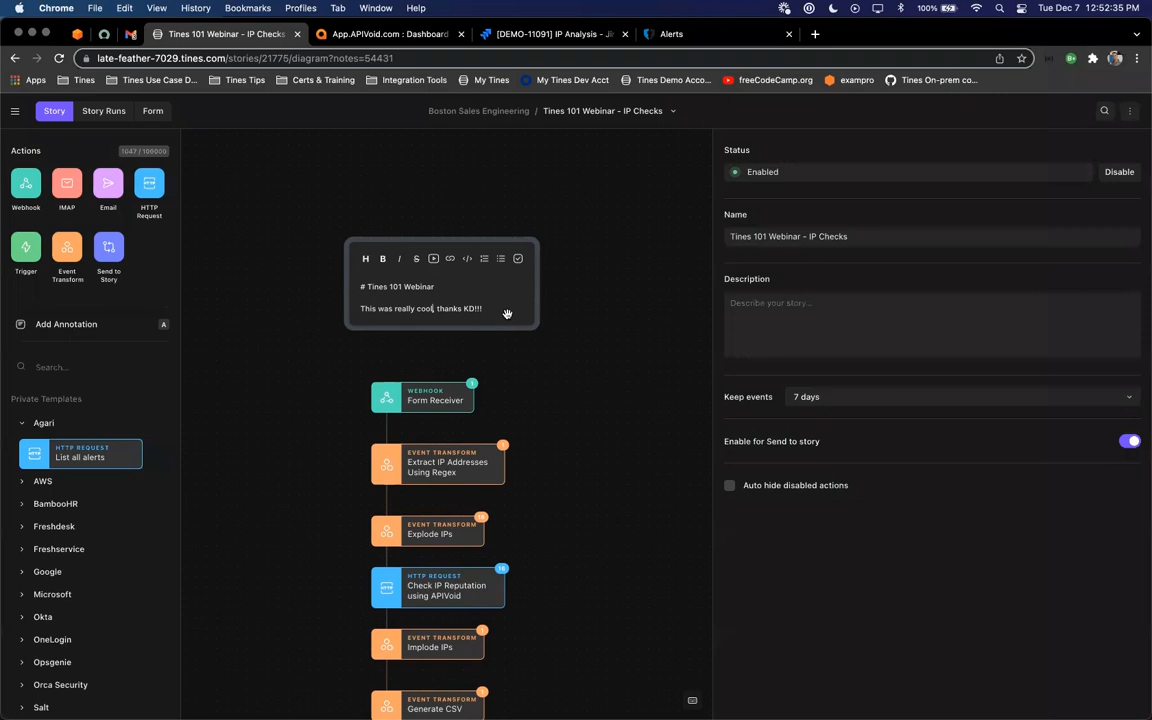 Chrome File Edit View History Bookmarks Profiles Tab Window Help 100% Tue Dec 7 12:52:35 PM
Tines 101 Webinar - IP Checks App.APIVoid.com : Dashboard [DEMO-11091] IP Analysis - Jir Alerts
late-feather-7029.tines.com/stories/21775/diagram?notes=54431
Apps Tines Tines Use Case D... Tines Tips Certs & Training Integration Tools My Tines My Tines Dev Acct Tines Demo Acco... freeCodeCamp.org exampro Tines On-prem co...
Story Story Runs Form Boston Sales Engineering / Tines 101 Webinar - IP Checks
Actions 1047 / 106000
Webhook IMAP Email HTTP Request
Trigger Event Transform Send to Story
Add Annotation A
Search...
Private Templates
Agari
HTTP REQUEST
List all alerts
AWS
BambooHR
Freshdesk
Freshservice
Google
Microsoft
Okta
OneLogin
Opsgenie
Orca Security
Salt
H B I S
# Tines 101 Webinar
This was really cool, thanks KD!!!
WEBHOOK 1
Form Receiver
EVENT TRANSFORM 1
Extract IP Addresses
Using Regex
EVENT TRANSFORM 16
Explode IPs
HTTP REQUEST 16
Check IP Reputation
using APIVoid
EVENT TRANSFORM 1
Implode IPs
EVENT TRANSFORM 1
Generate CSV
Status
Enabled Disable
Name
Tines 101 Webinar - IP Checks
Description
Describe your story...
Keep events 7 days
Enable for Send to story
Auto hide disabled actions